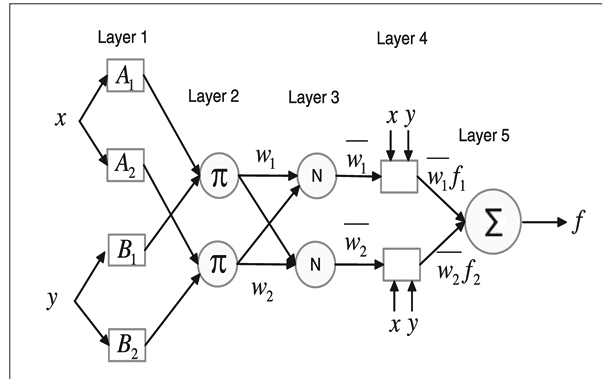 Layer 1
Layer 4
Layer 2
Layer 3
Layer 5
A₁
x
A₂
B₁
y
B₂
π
π
w₁
w₂
N
N
w̅₁
w̅₂
x y
x y
w̅₁f₁
w̅₂f₂
Σ
f